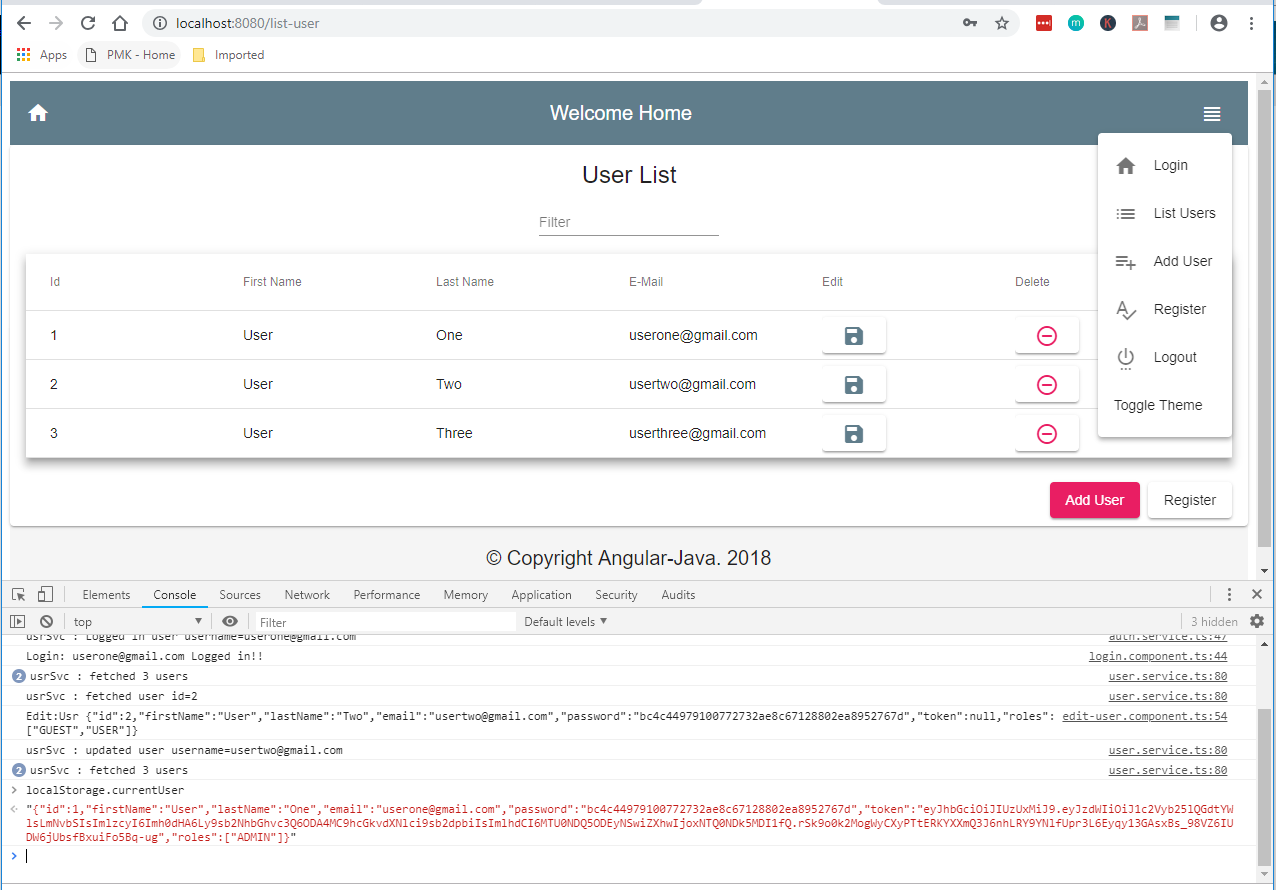 localhost:8080/list-user
Apps PMK - Home Imported
Welcome Home
Login
List Users
Add User
Register
Logout
Toggle Theme
User List
Filter
Id First Name Last Name E-Mail Edit Delete
1 User One userone@gmail.com
2 User Two usertwo@gmail.com
3 User Three userthree@gmail.com
Add User Register
© Copyright Angular-Java. 2018
Elements Console Sources Network Performance Memory Application Security Audits
top Filter Default levels 3 hidden
usrSvc : Logged in user username=userone@gmail.com auth.service.ts:47
Login: userone@gmail.com Logged in!! login.component.ts:44
2 usrSvc : fetched 3 users user.service.ts:80
usrSvc : fetched user id=2 user.service.ts:80
Edit:Usr {"id":2,"firstName":"User","lastName":"Two","email":"usertwo@gmail.com","password":"bc4c44979100772732ae8c67128802ea8952767d","token":null,"roles": edit-user.component.ts:54
["GUEST","USER"]}
usrSvc : updated user username=usertwo@gmail.com user.service.ts:80
2 usrSvc : fetched 3 users user.service.ts:80
> localStorage.currentUser
"{"id":1,"firstName":"User","lastName":"One","email":"userone@gmail.com","password":"bc4c44979100772732ae8c67128802ea8952767d","token":"eyJhbGciOiJIUzUxMiJ9.eyJzdWIiOiJ1c2Vyb25lQGdtYW
lsLmNvbSIsImlzcyI6Imh0dHA6Ly9sb2NhbGhvc3Q6ODA4MC9hcGkvdXNlci9sb2dpbiIsImlhdCI6MTU0NDQ5ODEyNSwiZXhwIjoxNTQ0NDk5MDI1fQ.rSk9o0k2MogWyCXyPTtERKYXXmQ3J6nhLRY9YNlfUpr3L6Eyqy13GAsxBs_98VZ6IU
DW6jUbsfBxuiFo5Bq-ug","roles":["ADMIN"]}"
>